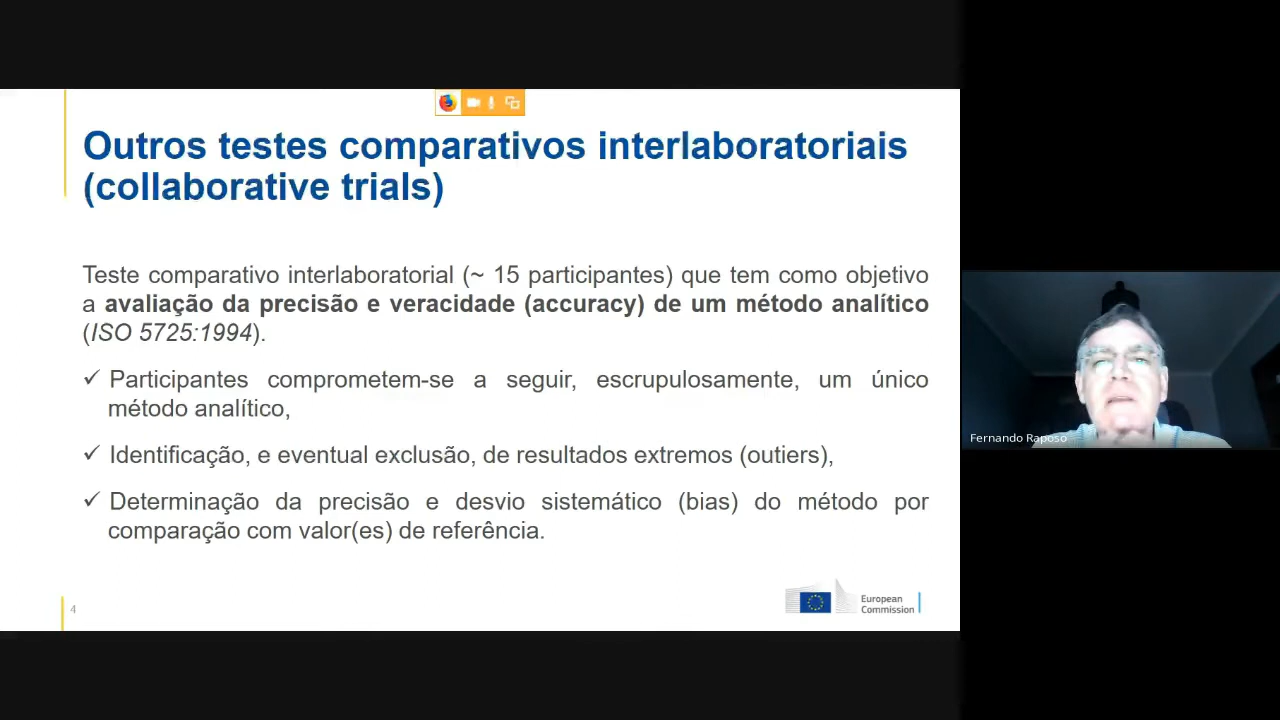 Outros testes comparativos interlaboratoriais
(collaborative trials)
Teste comparativo interlaboratorial (~ 15 participantes) que tem como objetivo
a avaliação da precisão e veracidade (accuracy) de um método analítico
(ISO 5725:1994).
✓ Participantes comprometem-se a seguir, escrupulosamente, um único
método analítico,
✓ Identificação, e eventual exclusão, de resultados extremos (outiers),
✓ Determinação da precisão e desvio sistemático (bias) do método por
comparação com valor(es) de referência.
4
European
Commission
Fernando Raposo